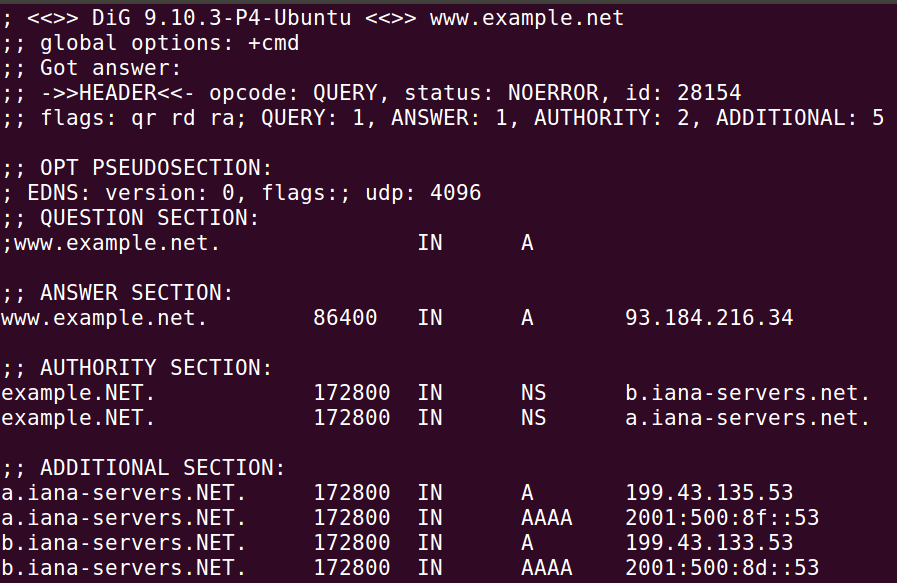 ; <<>> DiG 9.10.3-P4-Ubuntu <<>> www.example.net
;; global options: +cmd
;; Got answer:
;; ->>HEADER<<- opcode: QUERY, status: NOERROR, id: 28154
;; flags: qr rd ra; QUERY: 1, ANSWER: 1, AUTHORITY: 2, ADDITIONAL: 5
;; OPT PSEUDOSECTION:
; EDNS: version: 0, flags:; udp: 4096
;; QUESTION SECTION:
;www.example.net. IN A
;; ANSWER SECTION:
www.example.net. 86400 IN A 93.184.216.34
;; AUTHORITY SECTION:
example.NET. 172800 IN NS b.iana-servers.net.
example.NET. 172800 IN NS a.iana-servers.net.
;; ADDITIONAL SECTION:
a.iana-servers.NET. 172800 IN A 199.43.135.53
a.iana-servers.NET. 172800 IN AAAA 2001:500:8f::53
b.iana-servers.NET. 172800 IN A 199.43.133.53
b.iana-servers.NET. 172800 IN AAAA 2001:500:8d::53